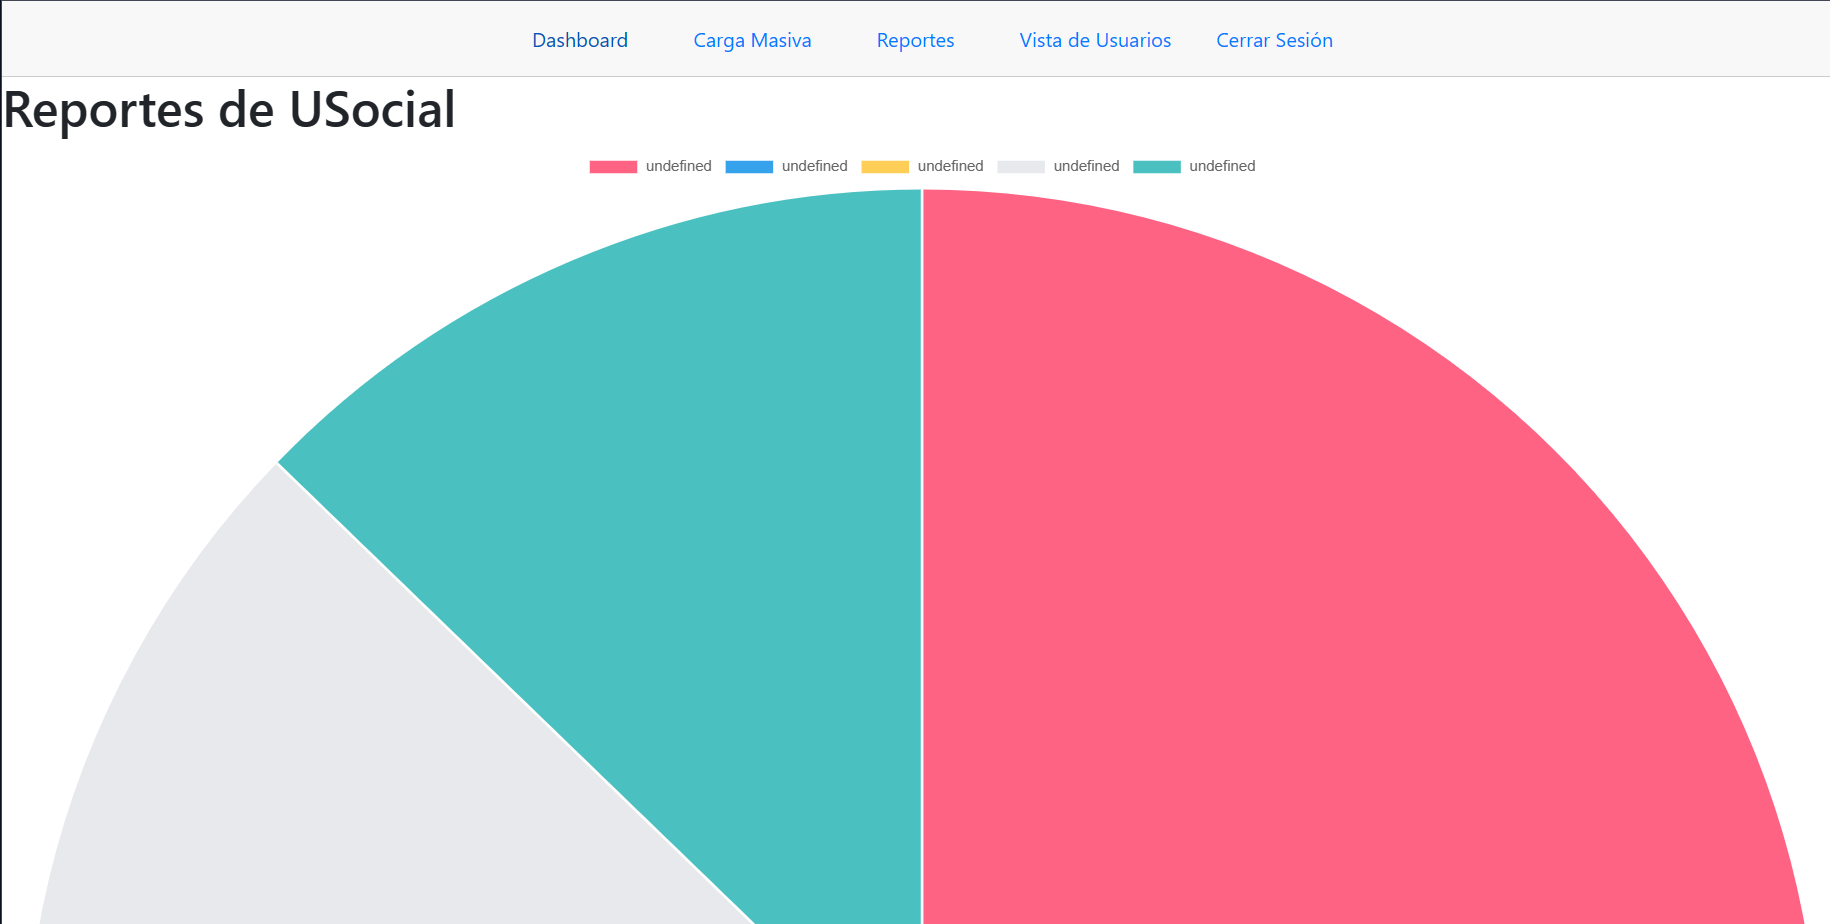 Dashboard Carga Masiva Reportes Vista de Usuarios Cerrar Sesión
Reportes de USocial
undefined undefined undefined undefined undefined